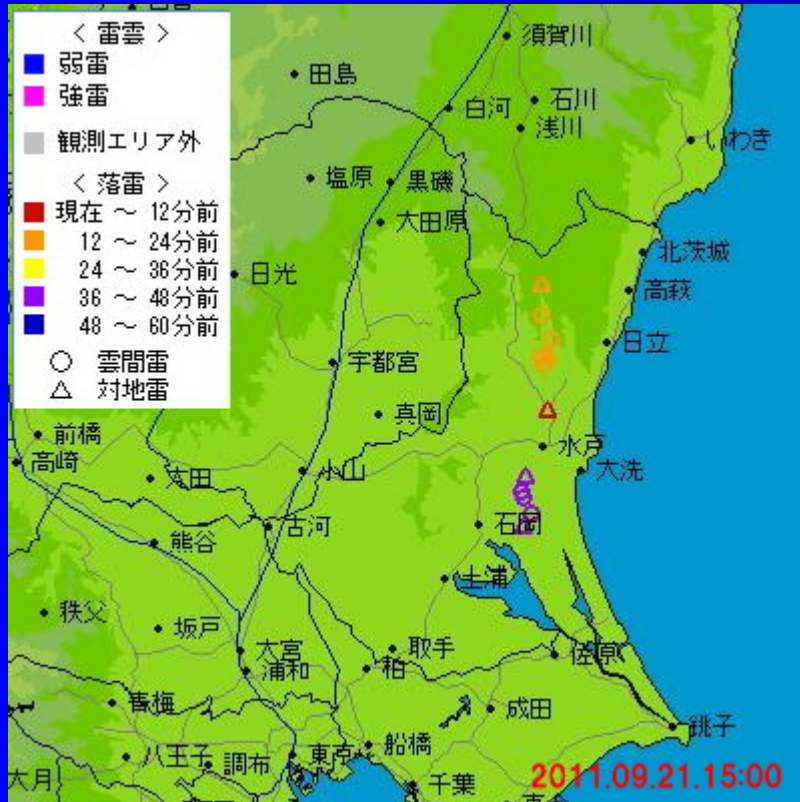 ＜ 雷雲 ＞
弱雷
強雷
観測エリア外
＜ 落雷 ＞
現在 ～ 12分前
12 ～ 24分前
24 ～ 36分前
36 ～ 48分前
48 ～ 60分前
雲間雷
対地雷
須賀川
田島
白河
石川
浅川
いわき
塩原
黒磯
大田原
北茨城
日光
高萩
日立
宇都宮
真岡
前橋
水戸
高崎
太田
小山
大洗
古河
石岡
熊谷
土浦
秩父
坂戸
大宮
取手
佐原
浦和
柏
青梅
成田
銚子
八王子
調布
東京
船橋
大月
千葉
2011.09.21.15:00